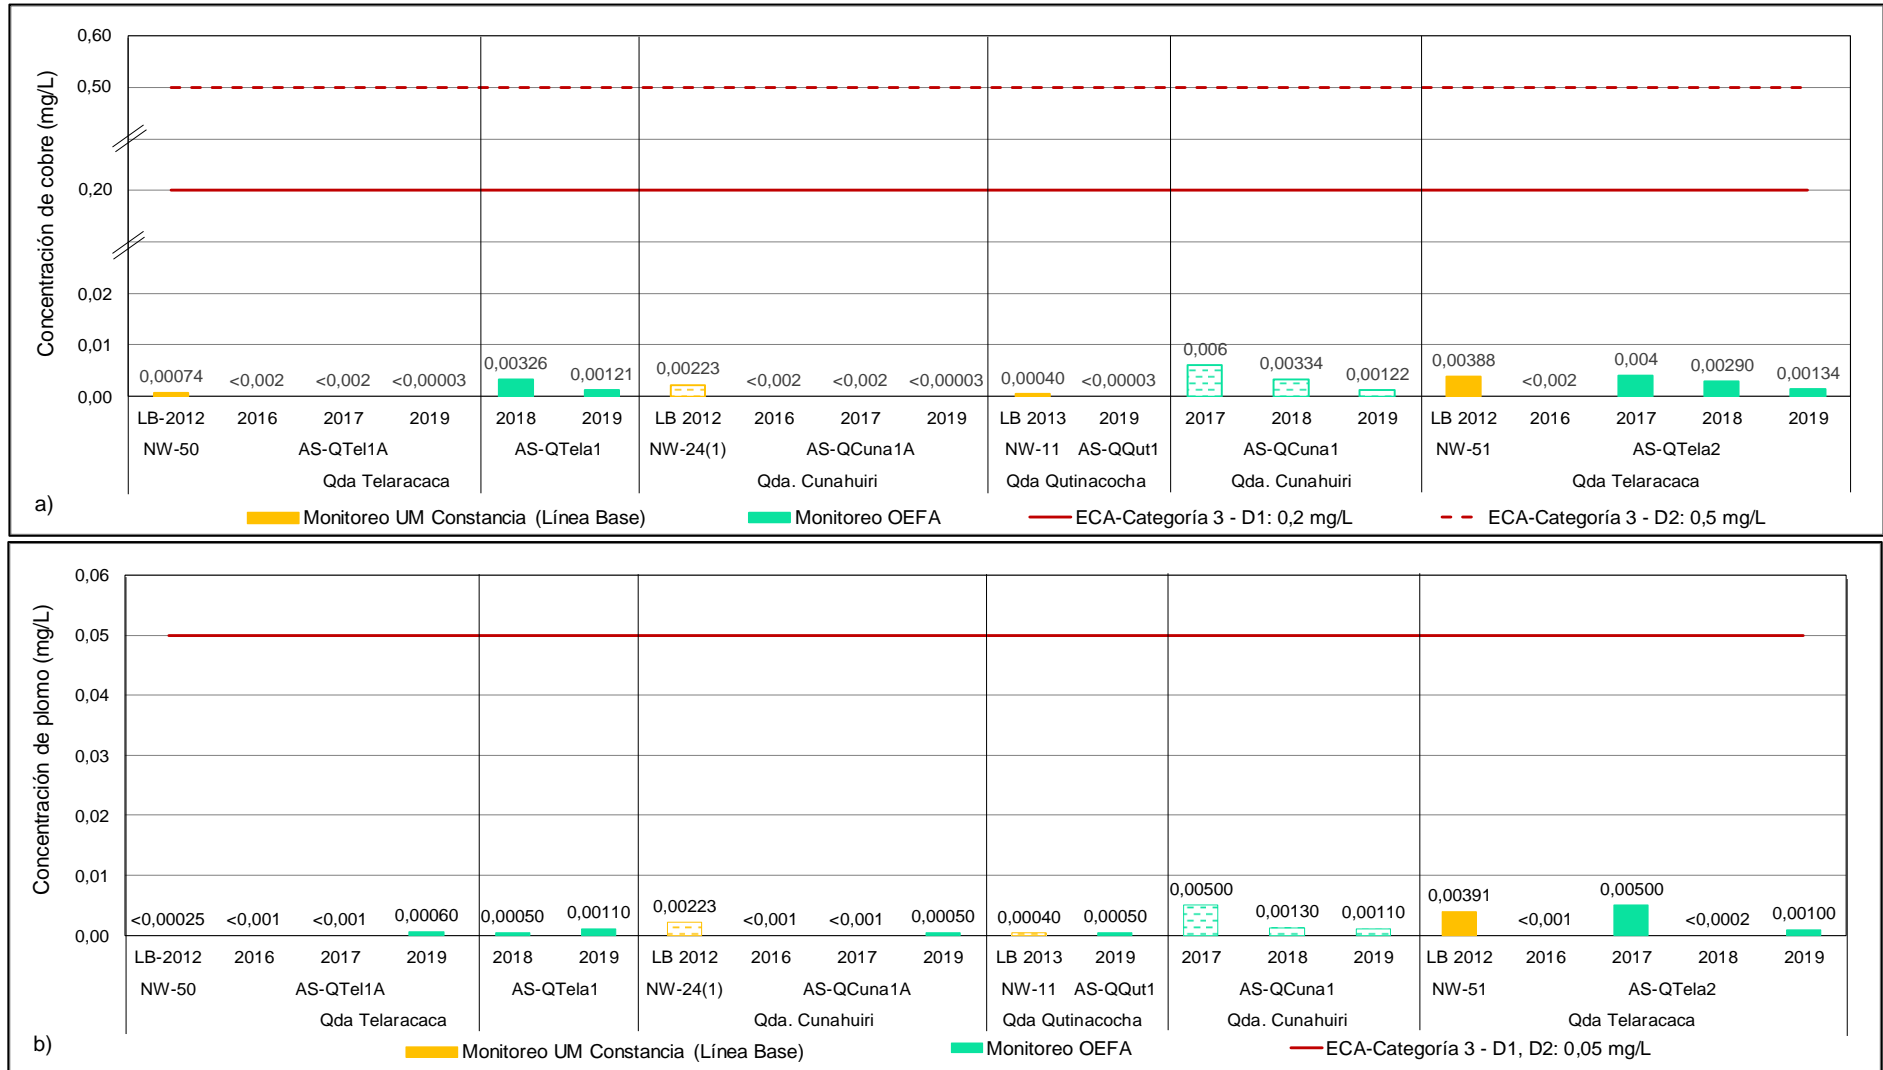 Concentración de cobre (mg/L)
0,60
0,50
0,20
0,02
0,01
0,00
0,00074 <0,002 <0,002 <0,00003 0,00326 0,00121 0,00223 <0,002 <0,002 <0,00003 0,00040 <0,00003 0,006 0,00334 0,00122 0,00388 <0,002 0,004 0,00290 0,00134
LB-2012 2016 2017 2019 2018 2019 LB 2012 2016 2017 2019 LB 2013 2019 2017 2018 2019 LB 2012 2016 2017 2018 2019
NW-50 AS-QTel1A AS-QTela1 NW-24(1) AS-QCuna1A NW-11 AS-QQut1 AS-QCuna1 NW-51 AS-QTela2
Qda Telaracaca Qda. Cunahuiri Qda Qutinacocha Qda. Cunahuiri Qda Telaracaca
a)
Monitoreo UM Constancia (Línea Base) Monitoreo OEFA ECA-Categoría 3 - D1: 0,2 mg/L ECA-Categoría 3 - D2: 0,5 mg/L
Concentración de plomo (mg/L)
0,06
0,05
0,04
0,03
0,02
0,01
0,00
<0,00025 <0,001 <0,001 0,00060 0,00050 0,00110 0,00223 <0,001 <0,001 0,00050 0,00040 0,00050 0,00500 0,00130 0,00110 0,00391 <0,001 0,00500 <0,0002 0,00100
LB-2012 2016 2017 2019 2018 2019 LB 2012 2016 2017 2019 LB 2013 2019 2017 2018 2019 LB 2012 2016 2017 2018 2019
NW-50 AS-QTel1A AS-QTela1 NW-24(1) AS-QCuna1A NW-11 AS-QQut1 AS-QCuna1 NW-51 AS-QTela2
Qda Telaracaca Qda. Cunahuiri Qda Qutinacocha Qda. Cunahuiri Qda Telaracaca
b)
Monitoreo UM Constancia (Línea Base) Monitoreo OEFA ECA-Categoría 3 - D1, D2: 0,05 mg/L